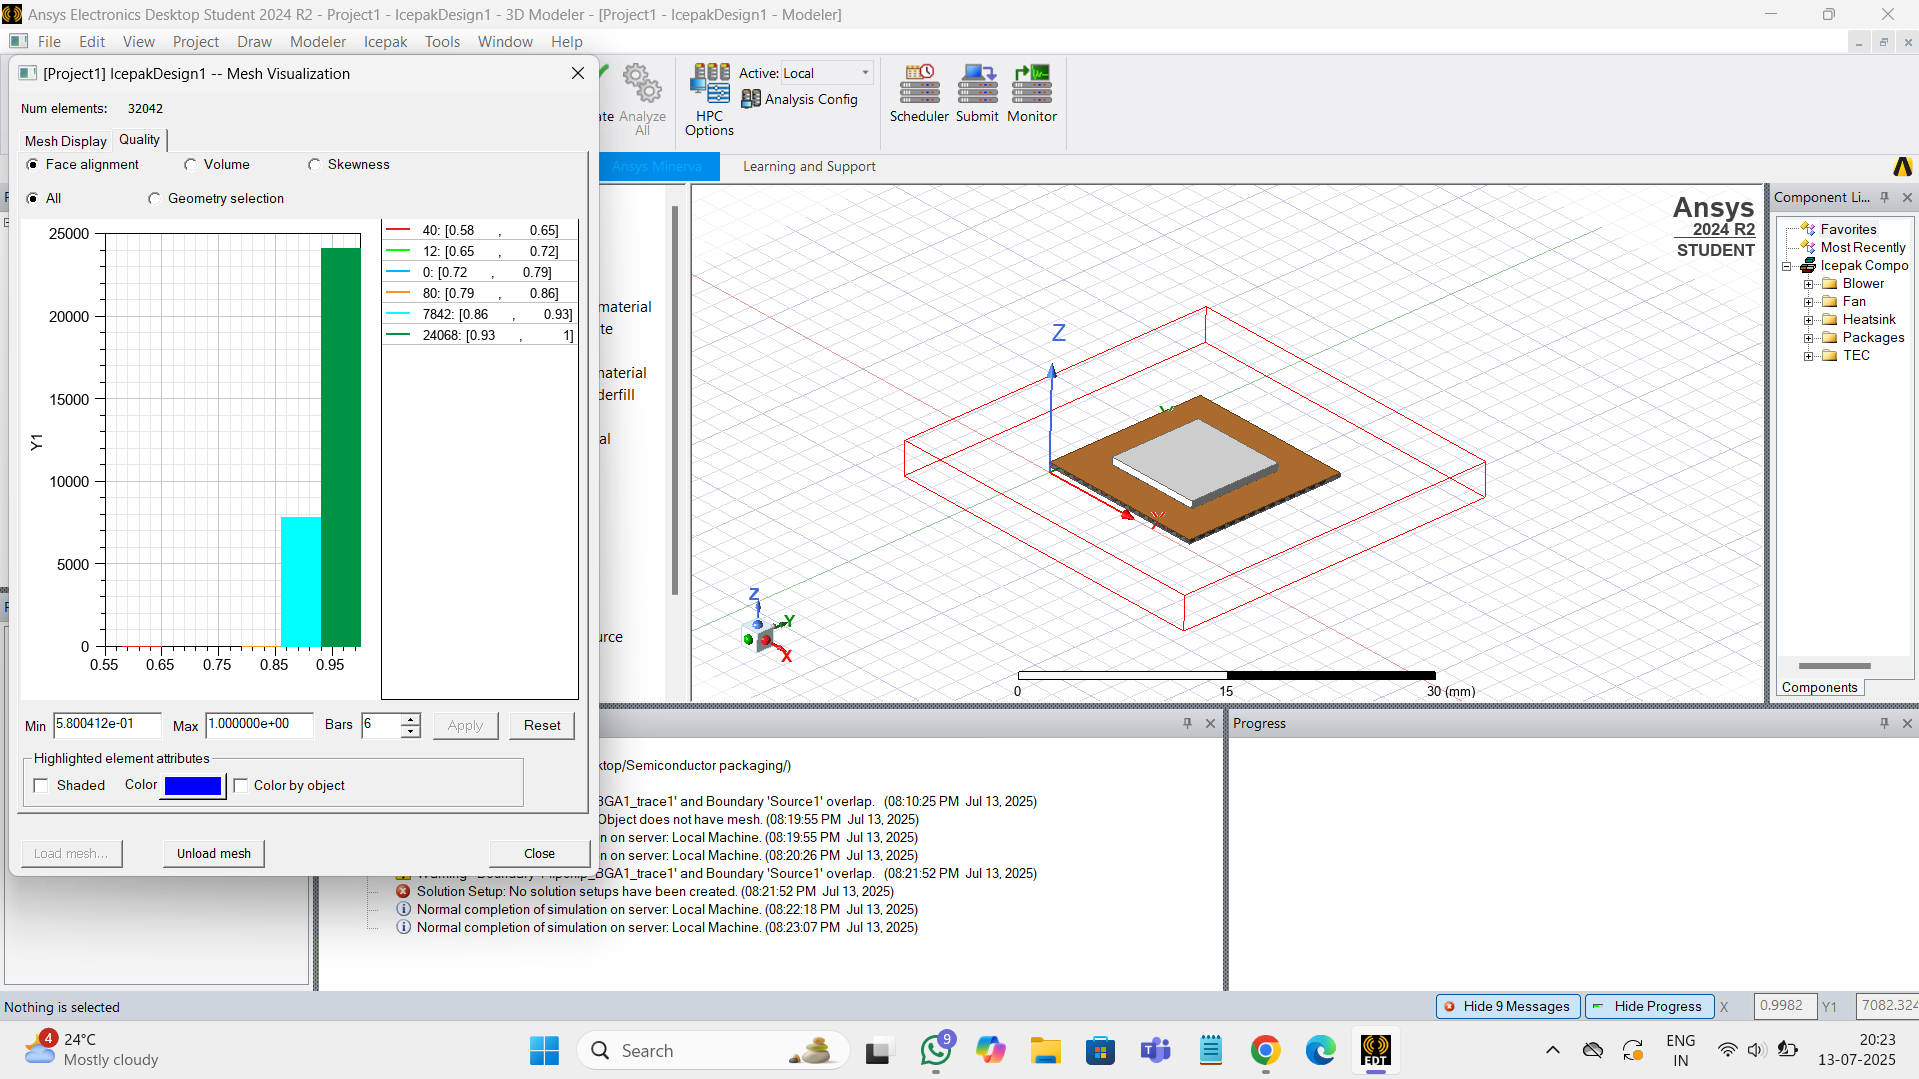 Ansys Electronics Desktop Student 2024 R2 - Project1 - IcepakDesign1 - 3D Modeler - [Project1 - IcepakDesign1 - Modeler]
File Edit View Project Draw Modeler Icepak Tools Window Help
[Project1] IcepakDesign1 -- Mesh Visualization
Num elements: 32042
Mesh Display Quality
Face alignment Volume Skewness
All Geometry selection
25000
20000
15000
10000
5000
0
Y1
0.55 0.65 0.75 0.85 0.95
40: [0.58 , 0.65]
12: [0.65 , 0.72]
0: [0.72 , 0.79]
80: [0.79 , 0.86]
7842: [0.86 , 0.93]
24068: [0.93 , 1]
Min 5.800412e-01 Max 1.000000e+00 Bars 6 Apply Reset
Highlighted element attributes
Shaded Color Color by object
Load mesh... Unload mesh Close
ate Analyze All
HPC Options
Active: Local
Analysis Config
Scheduler Submit Monitor
Ansys Minerva Learning and Support
material
te
naterial
derfill
al
urce
Ansys
2024 R2
STUDENT
Z
Y
X
Z
Y
X
0 15 30 (mm)
Component Li...
Favorites
Most Recently
Icepak Compo
Blower
Fan
Heatsink
Packages
TEC
Components
Progress
ktop/Semiconductor packaging/)
BGA1_trace1' and Boundary 'Source1' overlap. (08:10:25 PM Jul 13, 2025)
Object does not have mesh. (08:19:55 PM Jul 13, 2025)
n on server: Local Machine. (08:19:55 PM Jul 13, 2025)
n on server: Local Machine. (08:20:26 PM Jul 13, 2025)
BGA1_trace1' and Boundary 'Source1' overlap. (08:21:52 PM Jul 13, 2025)
Solution Setup: No solution setups have been created. (08:21:52 PM Jul 13, 2025)
Normal completion of simulation on server: Local Machine. (08:22:18 PM Jul 13, 2025)
Normal completion of simulation on server: Local Machine. (08:23:07 PM Jul 13, 2025)
Nothing is selected
Hide 9 Messages Hide Progress X 0.9982 Y1 7082.324
4
24°C
Mostly cloudy
Search
9
EDT
ENG
IN
20:23
13-07-2025